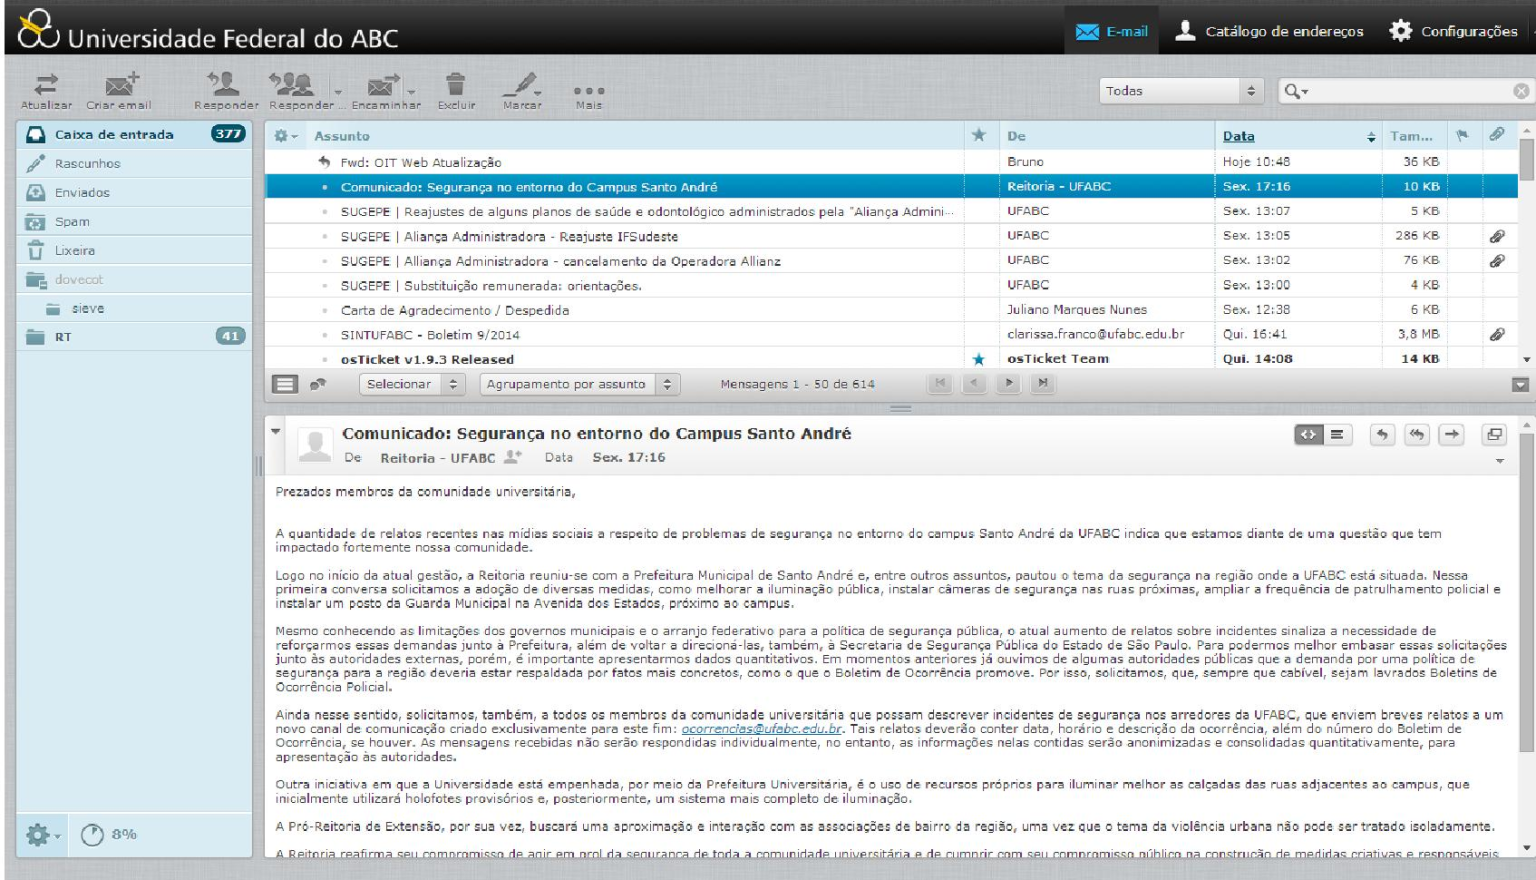 Universidade Federal do ABC
E-mail
Catálogo de endereços
Configurações
Atualizar
Criar email
Responder
Responder ...
Encaminhar
Excluir
Marcar
Mais
Todas
Caixa de entrada 377
Rascunhos
Enviados
Spam
Lixeira
dovecot
sieve
RT 41
8%
Assunto De Data Tam...
Fwd: OIT Web Atualização Bruno Hoje 10:48 36 KB
Comunicado: Segurança no entorno do Campus Santo André Reitoria - UFABC Sex. 17:16 10 KB
SUGEPE | Reajustes de alguns planos de saúde e odontológico administrados pela "Aliança Admini... UFABC Sex. 13:07 5 KB
SUGEPE | Aliança Administradora - Reajuste IFSudeste UFABC Sex. 13:05 286 KB
SUGEPE | Alliança Administradora - cancelamento da Operadora Allianz UFABC Sex. 13:02 76 KB
SUGEPE | Substituição remunerada: orientações. UFABC Sex. 13:00 4 KB
Carta de Agradecimento / Despedida Juliano Marques Nunes Sex. 12:38 6 KB
SINTUFABC - Boletim 9/2014 clarissa.franco@ufabc.edu.br Qui. 16:41 3,8 MB
osTicket v1.9.3 Released osTicket Team Qui. 14:08 14 KB
Selecionar Agrupamento por assunto Mensagens 1 - 50 de 614
Comunicado: Segurança no entorno do Campus Santo André
De Reitoria - UFABC Data Sex. 17:16
Prezados membros da comunidade universitária,
A quantidade de relatos recentes nas mídias sociais a respeito de problemas de segurança no entorno do campus Santo André da UFABC indica que estamos diante de uma questão que tem
impactado fortemente nossa comunidade.
Logo no início da atual gestão, a Reitoria reuniu-se com a Prefeitura Municipal de Santo André e, entre outros assuntos, pautou o tema da segurança na região onde a UFABC está situada. Nessa
primeira conversa solicitamos a adoção de diversas medidas, como melhorar a iluminação pública, instalar câmeras de segurança nas ruas próximas, ampliar a frequência de patrulhamento policial e
instalar um posto da Guarda Municipal na Avenida dos Estados, próximo ao campus.
Mesmo conhecendo as limitações dos governos municipais e o arranjo federativo para a política de segurança pública, o atual aumento de relatos sobre incidentes sinaliza a necessidade de
reforçarmos essas demandas junto à Prefeitura, além de voltar a direcioná-las, também, à Secretaria de Segurança Pública do Estado de São Paulo. Para podermos melhor embasar essas solicitações
junto às autoridades externas, porém, é importante apresentarmos dados quantitativos. Em momentos anteriores já ouvimos de algumas autoridades públicas que a demanda por uma política de
segurança para a região deveria estar respaldada por fatos mais concretos, como o que o Boletim de Ocorrência promove. Por isso, solicitamos, que, sempre que cabível, sejam lavrados Boletins de
Ocorrência Policial.
Ainda nesse sentido, solicitamos, também, a todos os membros da comunidade universitária que possam descrever incidentes de segurança nos arredores da UFABC, que enviem breves relatos a um
novo canal de comunicação criado exclusivamente para este fim: ocorrencias@ufabc.edu.br. Tais relatos deverão conter data, horário e descrição da ocorrência, além do número do Boletim de
Ocorrência, se houver. As mensagens recebidas não serão respondidas individualmente, no entanto, as informações nelas contidas serão anonimizadas e consolidadas quantitativamente, para
apresentação às autoridades.
Outra iniciativa em que a Universidade está empenhada, por meio da Prefeitura Universitária, é o uso de recursos próprios para iluminar melhor as calçadas das ruas adjacentes ao campus, que
inicialmente utilizará holofotes provisórios e, posteriormente, um sistema mais completo de iluminação.
A Pró-Reitoria de Extensão, por sua vez, buscará uma aproximação e interação com as associações de bairro da região, uma vez que o tema da violência urbana não pode ser tratado isoladamente.
A Reitoria reafirma seu compromisso de agir em prol da segurança de toda a comunidade universitária e de cumprir com seu compromisso público na construção de medidas criativas e responsáveis